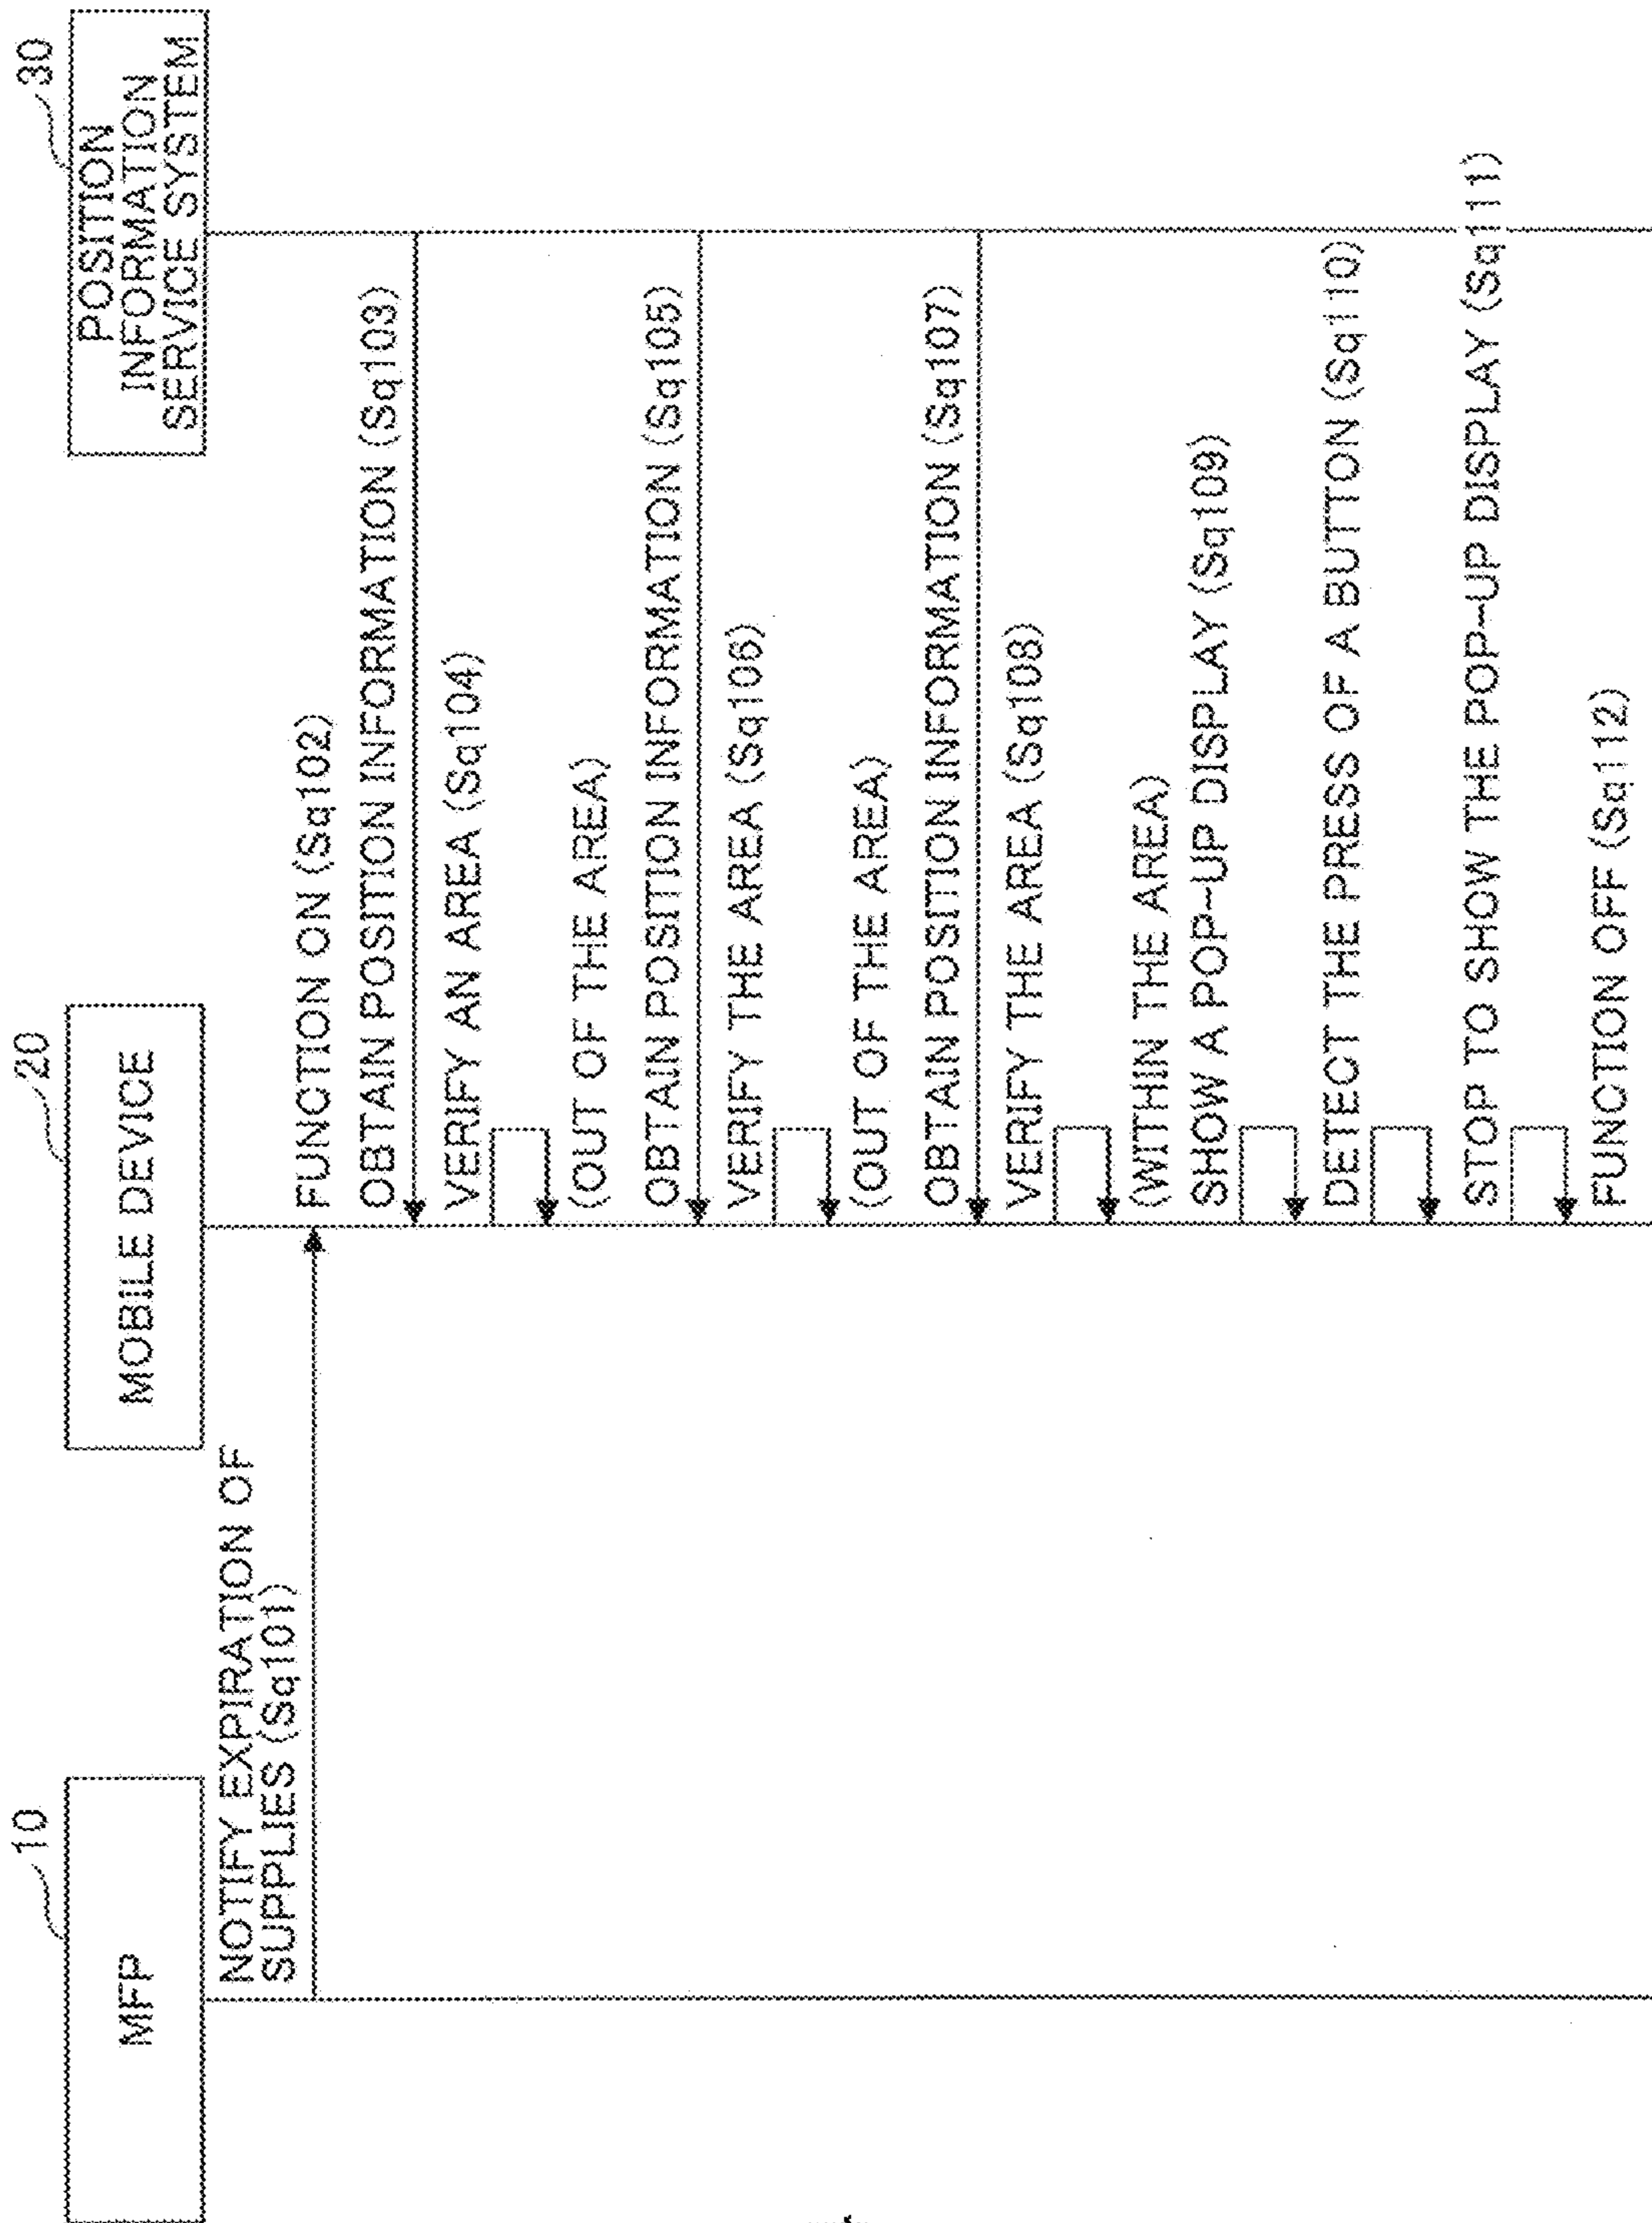 10
MFP
20
MOBILE DEVICE
30
POSITION
INFORMATION
SERVICE SYSTEM
NOTIFY EXPIRATION OF
SUPPLIES (Sq101)
FUNCTION ON (Sq102)
OBTAIN POSITION INFORMATION (Sq103)
VERIFY AN AREA (Sq104)
(OUT OF THE AREA)
OBTAIN POSITION INFORMATION (Sq105)
VERIFY THE AREA (Sq106)
(OUT OF THE AREA)
OBTAIN POSITION INFORMATION (Sq107)
VERIFY THE AREA (Sq108)
(WITHIN THE AREA)
SHOW A POP-UP DISPLAY (Sq109)
DETECT THE PRESS OF A BUTTON (Sq110)
STOP TO SHOW THE POP-UP DISPLAY (Sq111)
FUNCTION OFF (Sq112)